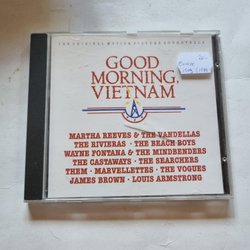 THE ORIGINAL MOTION PICTURE SOUNDTRACK
GOOD
MORNING,
VIETNAM
MARTHA REEVES & THE VANDELLAS
THE RIVIERAS · THE BEACH BOYS
WAYNE FONTANA & THE MINDBENDERS
THE CASTAWAYS · THE SEARCHERS
THEM · MARVELLETTES · THE VOGUES
JAMES BROWN · LOUIS ARMSTRONG